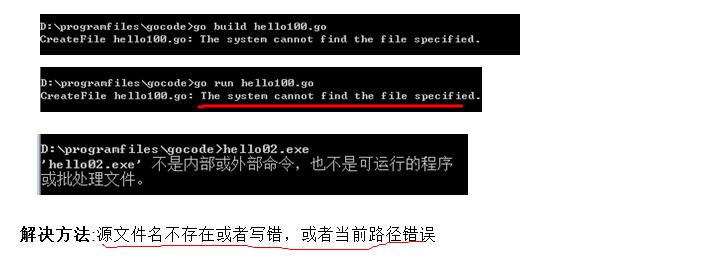 D:\programfiles\gocode>go build hello100.go
CreateFile hello100.go: The system cannot find the file specified.
D:\programfiles\gocode>go run hello100.go
CreateFile hello100.go: The system cannot find the file specified.
D:\programfiles\gocode>hello02.exe
'hello02.exe' 不是内部或外部命令，也不是可运行的程序
或批处理文件。
解决方法:源文件名不存在或者写错，或者当前路径错误